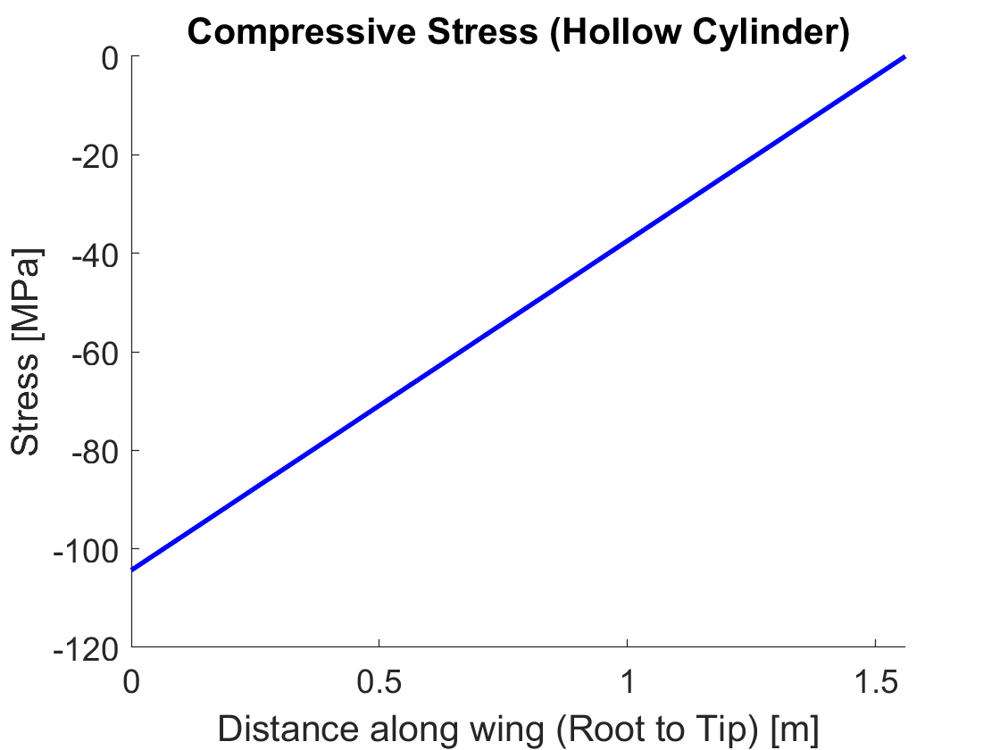 Compressive Stress (Hollow Cylinder)
0
-20
-40
-60
-80
-100
-120
Stress [MPa]
0 0.5 1 1.5
Distance along wing (Root to Tip) [m]